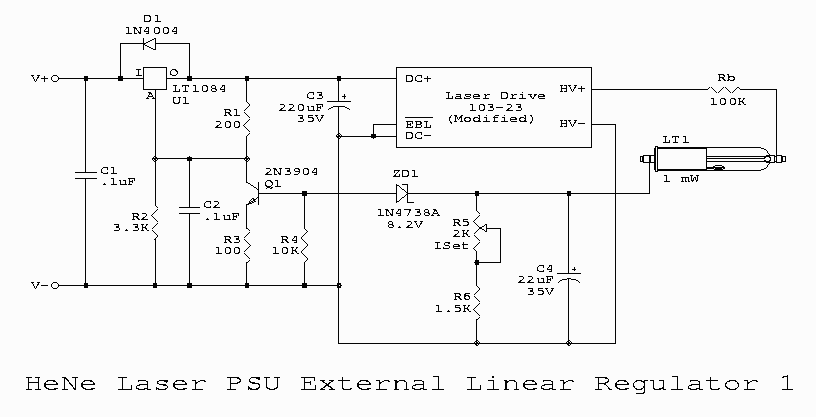 D1
1N4004
V+
I
O
A
LT1084
U1
R1
200
C3
220uF
35V
+
DC+
Laser Drive
103-23
(Modified)
EBL
DC-
HV+
HV-
Rb
100K
LT1
1 mW
C1
.1uF
2N3904
Q1
ZD1
1N4738A
8.2V
R2
3.3K
C2
.1uF
R3
100
R4
10K
R5
2K
ISet
C4
22uF
35V
+
R6
1.5K
V-
HeNe Laser PSU External Linear Regulator 1